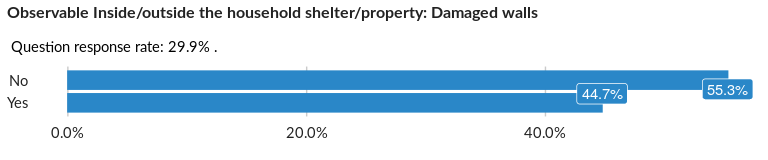 Observable Inside/outside the household shelter/property: Damaged walls
Question response rate: 29.9% .
No
55.3%
Yes
44.7%
0.0%
20.0%
40.0%